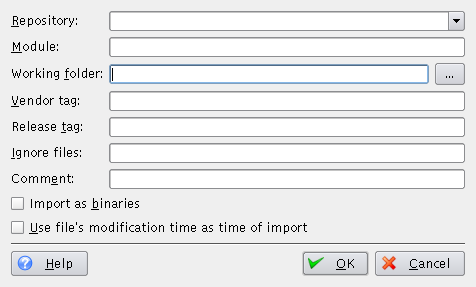 Repository:
Module:
Working folder:
...
Vendor tag:
Release tag:
Ignore files:
Comment:
Import as binaries
Use file's modification time as time of import
Help
OK
Cancel